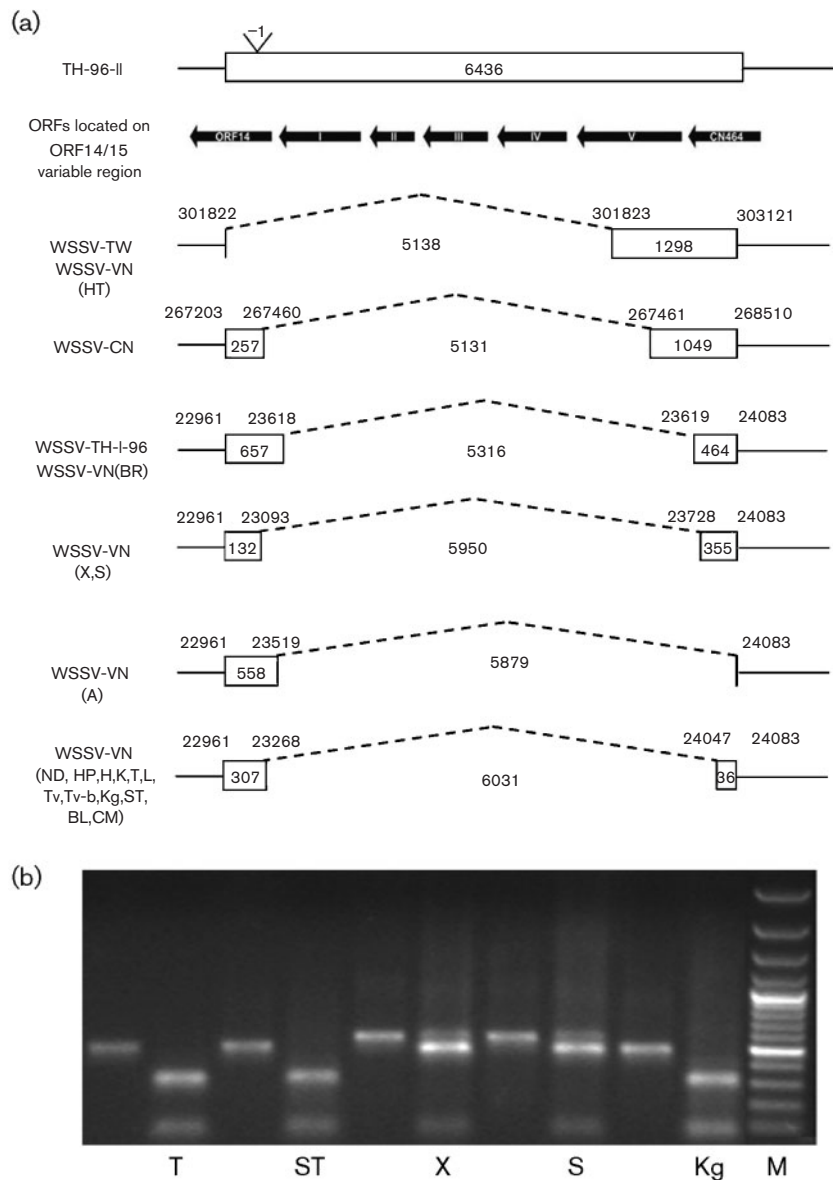 (a)
−1
TH-96-II
6436
ORFs located on
ORF14/15
variable region
ORF14 I II III IV V CN464
301822 301823 303121
WSSV-TW
WSSV-VN
(HT)
5138 1298
267203 267460 267461 268510
WSSV-CN
257 5131 1049
22961 23618 23619 24083
WSSV-TH-I-96
WSSV-VN(BR)
657 5316 464
22961 23093 23728 24083
WSSV-VN
(X,S)
132 5950 355
22961 23519 24083
WSSV-VN
(A)
558 5879
22961 23268 24047 24083
WSSV-VN
(ND, HP,H,K,T,L,
Tv,Tv-b,Kg,ST,
BL,CM)
307 6031 36
(b)
T ST X S Kg M